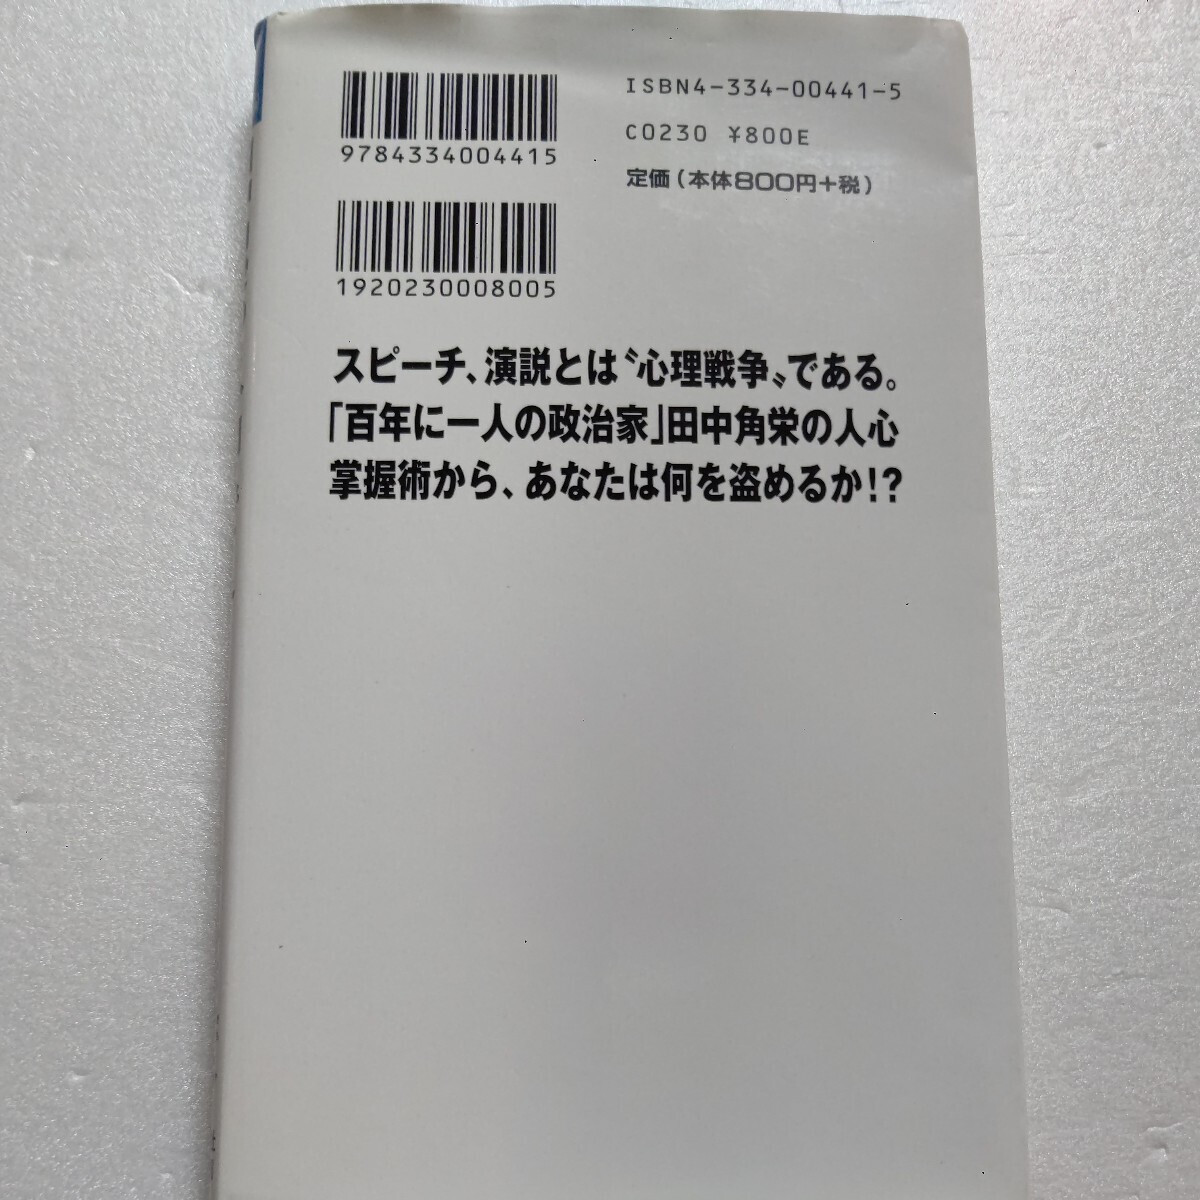 9784334004415
ISBN4-334-00441-5
C0230 ¥800E
定価(本体800円+税)
1920230008005
スピーチ、演説とは〝心理戦争〟である。
「百年に一人の政治家」田中角栄の人心
掌握術から、あなたは何を盗めるか!?